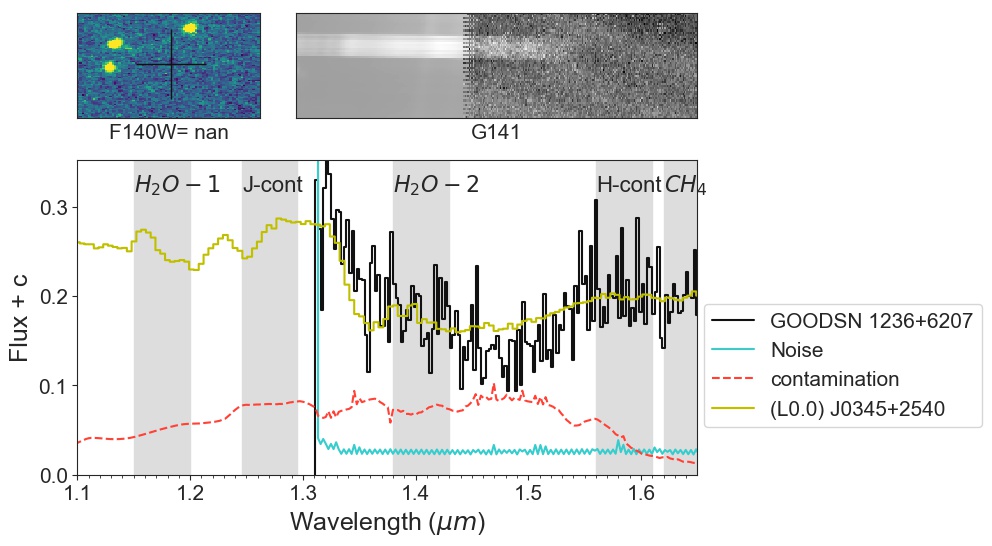 F140W= nan
G141
H₂O − 1
J-cont
H₂O − 2
H-cont
CH₄
0.3
0.2
0.1
0.0
Flux + c
1.1
1.2
1.3
1.4
1.5
1.6
Wavelength (μm)
GOODSN 1236+6207
Noise
contamination
(L0.0) J0345+2540